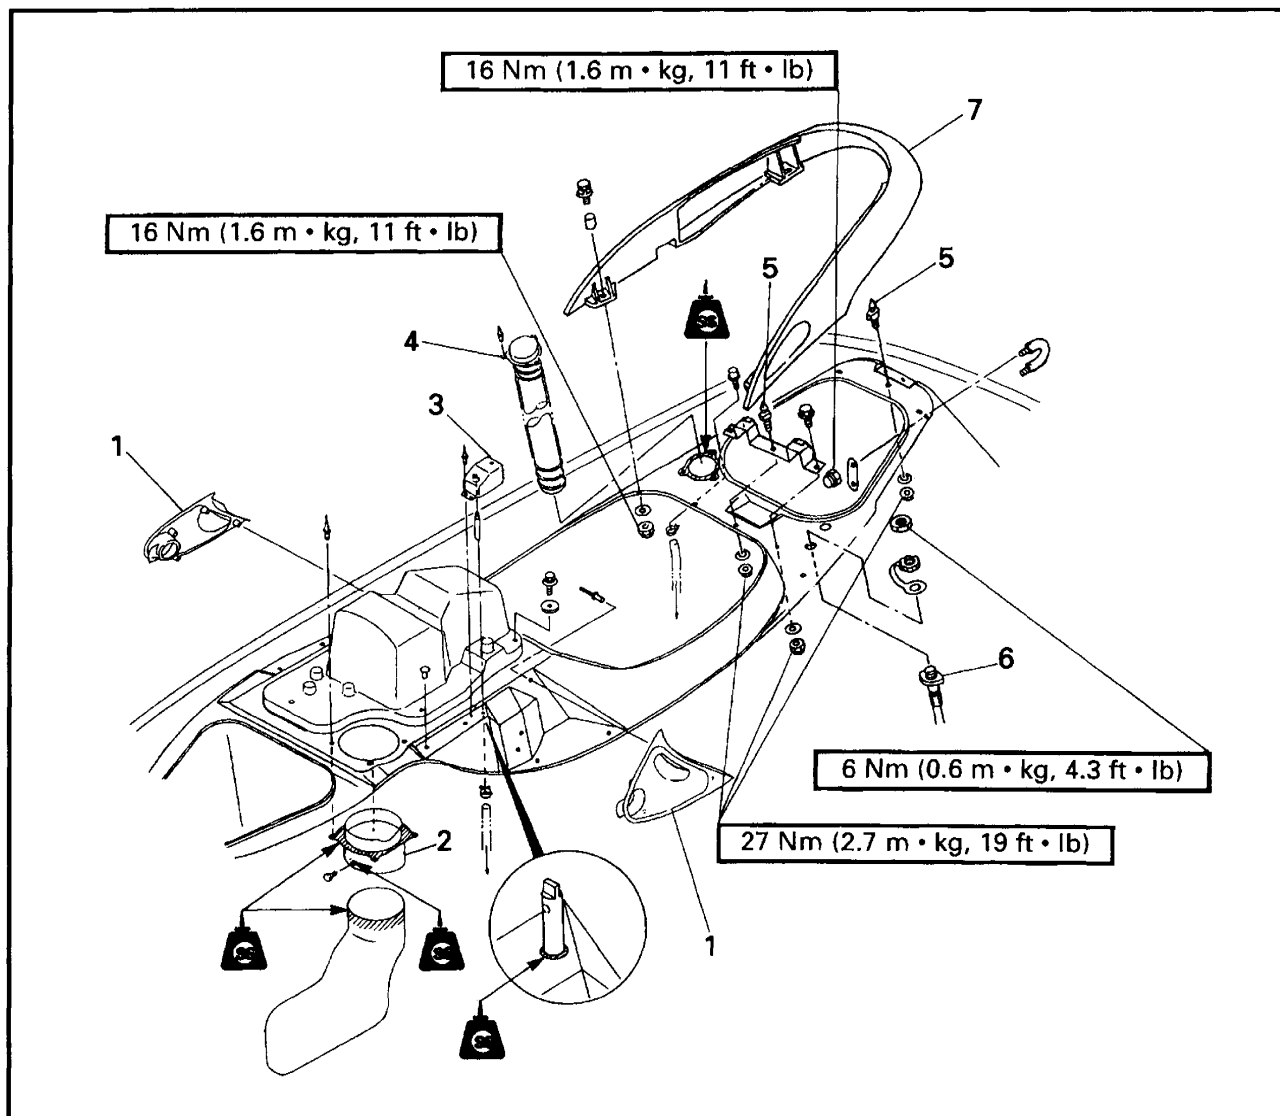 16 Nm (1.6 m • kg, 11 ft • lb)
7
16 Nm (1.6 m • kg, 11 ft • lb)
5
5
4
3
1
6
6 Nm (0.6 m • kg, 4.3 ft • lb)
27 Nm (2.7 m • kg, 19 ft • lb)
2
1